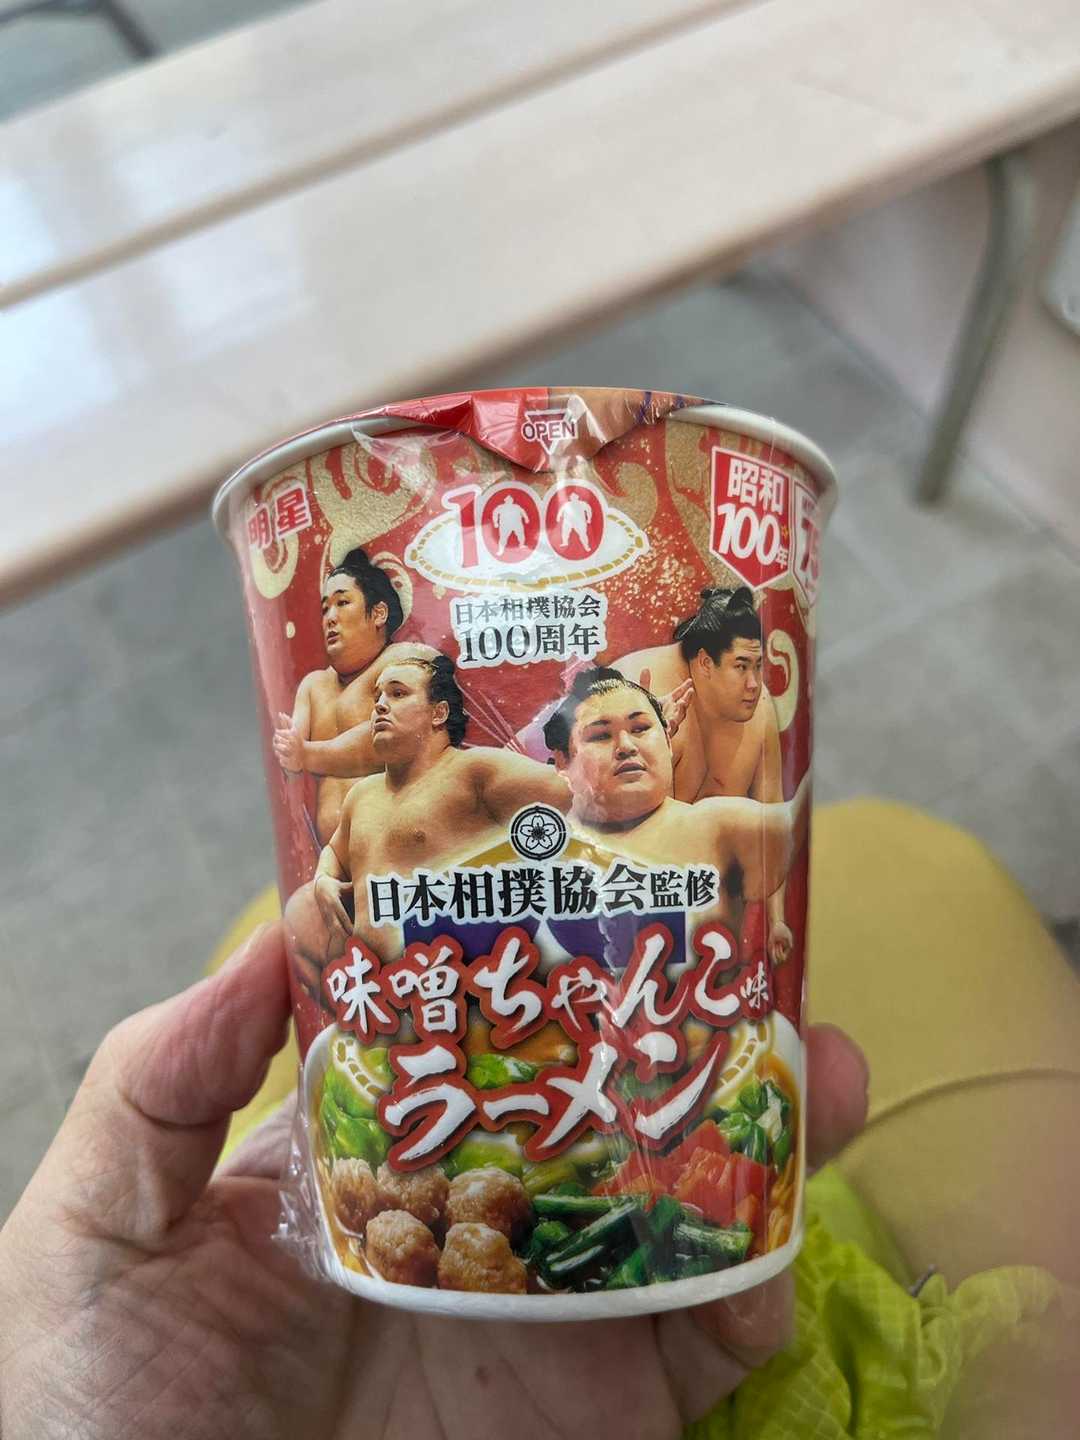 OPEN
明星
100
昭和
100年
75
日本相撲協会
100周年
日本相撲協会監修
味噌ちゃんこ味
ラーメン